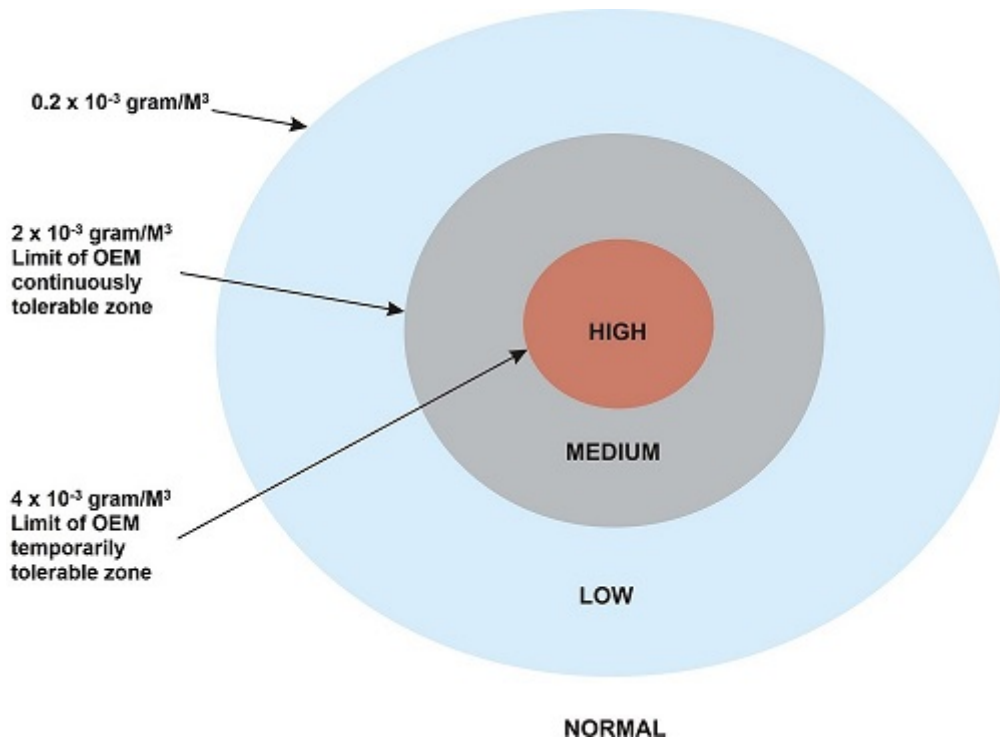 0.2 x 10⁻³ gram/M³
2 x 10⁻³ gram/M³
Limit of OEM
continuously
tolerable zone
HIGH
MEDIUM
4 x 10⁻³ gram/M³
Limit of OEM
temporarily
tolerable zone
LOW
NORMAL